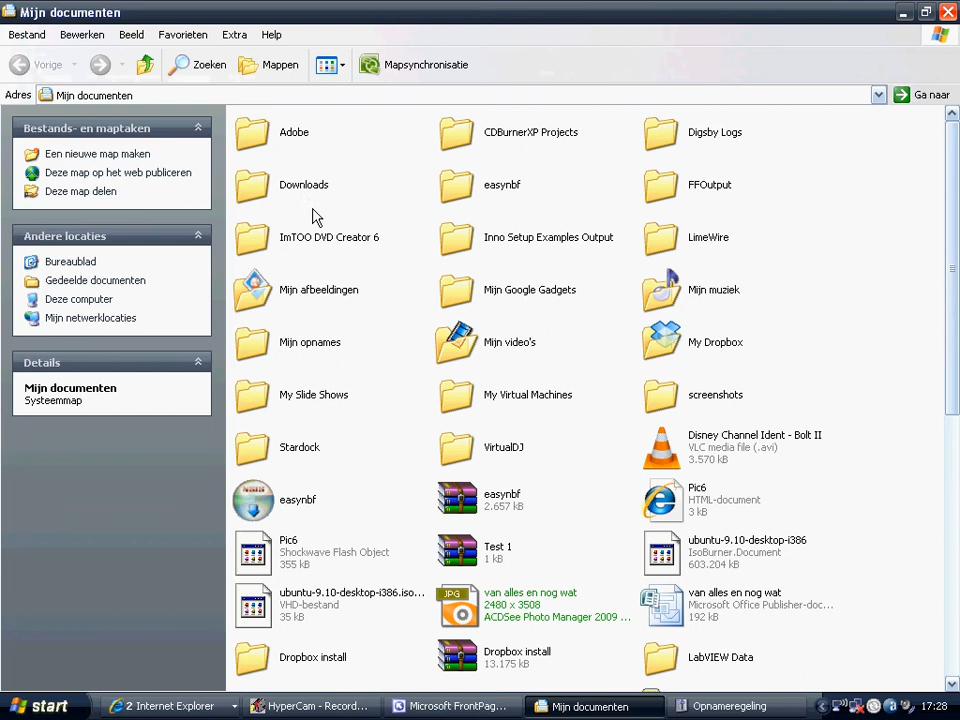 Mijn documenten
Bestand Bewerken Beeld Favorieten Extra Help
Vorige Zoeken Mappen Mapsynchronisatie
Adres Mijn documenten Ga naar
Bestands- en maptaken
Een nieuwe map maken
Deze map op het web publiceren
Deze map delen
Andere locaties
Bureaublad
Gedeelde documenten
Deze computer
Mijn netwerklocaties
Details
Mijn documenten
Systeemmap
Adobe
CDBurnerXP Projects
Digsby Logs
Downloads
easynbf
FFOutput
ImTOO DVD Creator 6
Inno Setup Examples Output
LimeWire
Mijn afbeeldingen
Mijn Google Gadgets
Mijn muziek
Mijn opnames
Mijn video's
My Dropbox
My Slide Shows
My Virtual Machines
screenshots
Stardock
VirtualDJ
Disney Channel Ident - Bolt II
VLC media file (.avi)
3.570 kB
easynbf
easynbf
2.657 kB
Pic6
HTML-document
3 kB
Pic6
Shockwave Flash Object
355 kB
Test 1
1 kB
ubuntu-9.10-desktop-i386
IsoBurner.Document
603.204 kB
ubuntu-9.10-desktop-i386.iso...
VHD-bestand
35 kB
JPG
van alles en nog wat
2480 x 3508
ACDSee Photo Manager 2009 ...
van alles en nog wat
Microsoft Office Publisher-doc...
192 kB
Dropbox install
Dropbox install
13.175 kB
LabVIEW Data
start 2 Internet Explorer HyperCam - Record... Microsoft FrontPag... Mijn documenten Opnameregeling 17:28